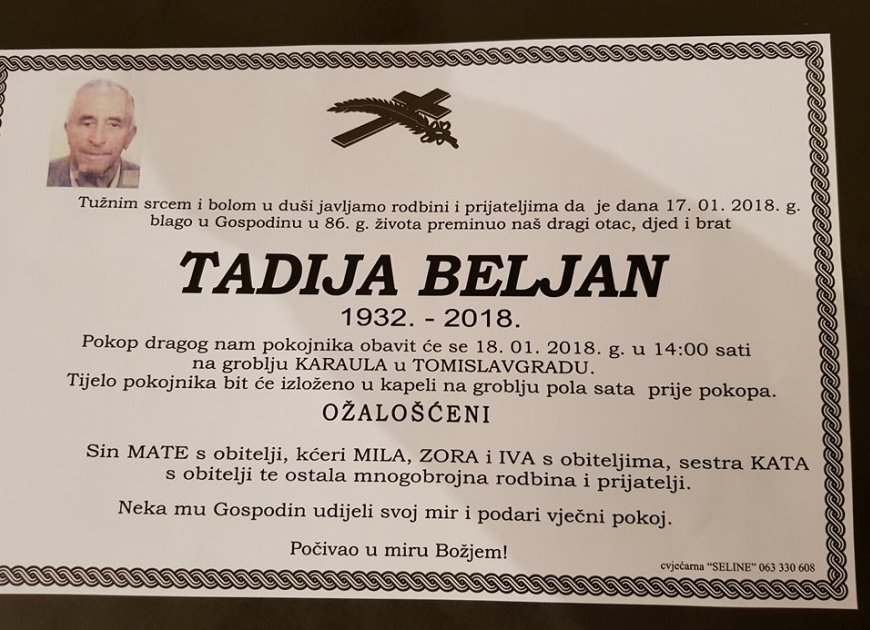 Tužnim srcem i bolom u duši javljamo rodbini i prijateljima da je dana 17. 01. 2018. g.
blago u Gospodinu u 86. g. života preminuo naš dragi otac, djed i brat
TADIJA BELJAN
1932. - 2018.
Pokop dragog nam pokojnika obavit će se 18. 01. 2018. g. u 14:00 sati
na groblju KARAULA u TOMISLAVGRADU.
Tijelo pokojnika bit će izloženo u kapeli na groblju pola sata prije pokopa.
OŽALOŠĆENI
Sin MATE s obitelji, kćeri MILA, ZORA i IVA s obiteljima, sestra KATA
s obitelji te ostala mnogobrojna rodbina i prijatelji.
Neka mu Gospodin udijeli svoj mir i podari vječni pokoj.
Počivao u miru Božjem!
cvjećarna "SELINE" 063 330 608